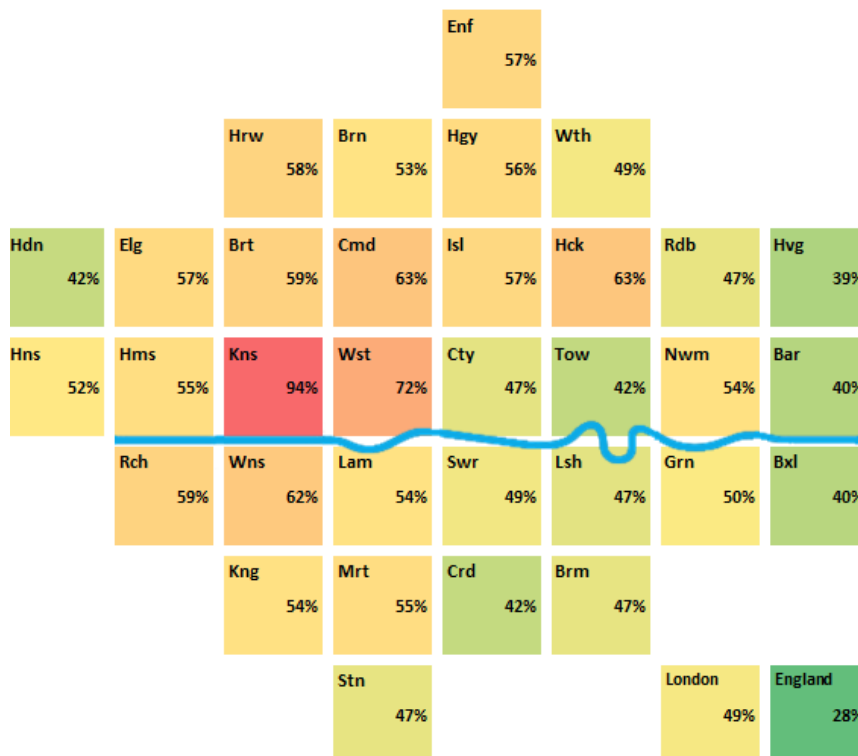 Enf
57%
Hrw Brn Hgy Wth
58% 53% 56% 49%
Hdn Elg Brt Cmd Isl Hck Rdb Hvg
42% 57% 59% 63% 57% 63% 47% 39%
Hns Hms Kns Wst Cty Tow Nwm Bar
52% 55% 94% 72% 47% 42% 54% 40%
Rch Wns Lam Swr Lsh Grn Bxl
59% 62% 54% 49% 47% 50% 40%
Kng Mrt Crd Brm
54% 55% 42% 47%
Stn London England
47% 49% 28%